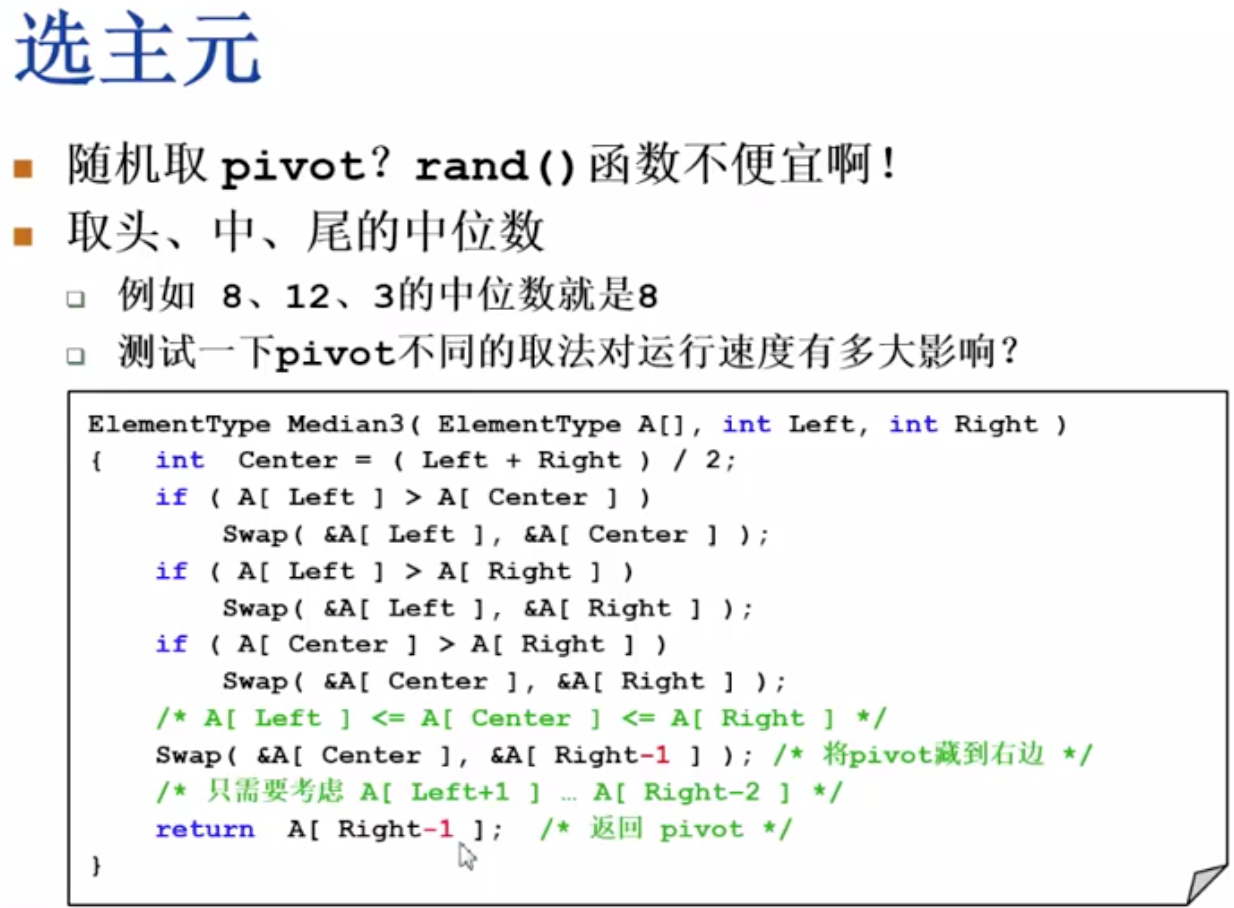 选主元
随机取 pivot？rand()函数不便宜啊！
取头、中、尾的中位数
例如 8、12、3的中位数就是8
测试一下pivot不同的取法对运行速度有多大影响？
ElementType Median3( ElementType A[], int Left, int Right )
{   int  Center = ( Left + Right ) / 2;
    if ( A[ Left ] > A[ Center ] )
        Swap( &A[ Left ], &A[ Center ] );
    if ( A[ Left ] > A[ Right ] )
        Swap( &A[ Left ], &A[ Right ] );
    if ( A[ Center ] > A[ Right ] )
        Swap( &A[ Center ], &A[ Right ] );
    /* A[ Left ] <= A[ Center ] <= A[ Right ] */
    Swap( &A[ Center ], &A[ Right-1 ] ); /* 将pivot藏到右边 */
    /* 只需要考虑 A[ Left+1 ] … A[ Right-2 ] */
    return  A[ Right-1 ];  /* 返回 pivot */
}